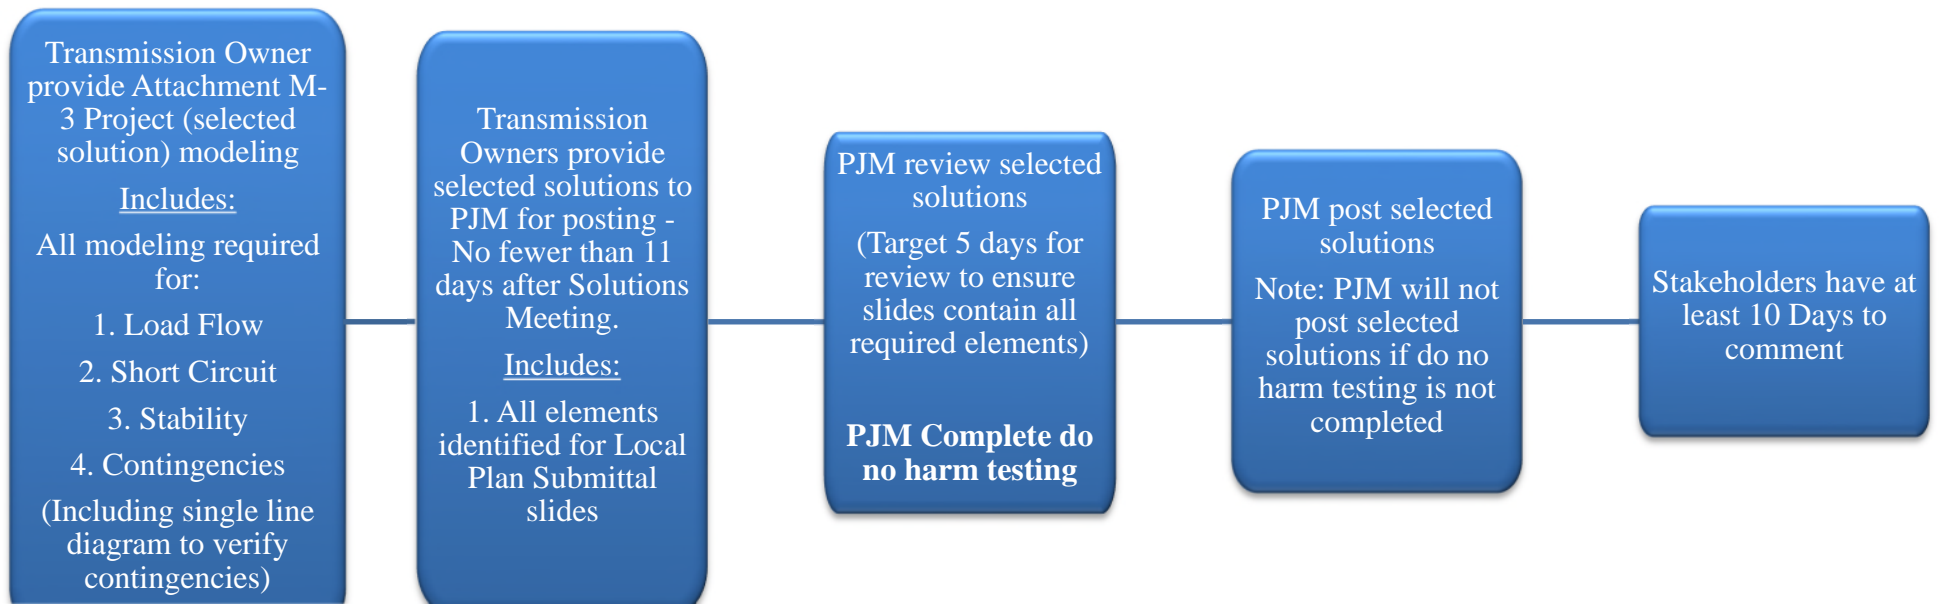 Transmission Owner
provide Attachment M-
3 Project (selected
solution) modeling
Includes:
All modeling required
for:
1. Load Flow
2. Short Circuit
3. Stability
4. Contingencies
(Including single line
diagram to verify
contingencies)
Transmission
Owners provide
selected solutions to
PJM for posting -
No fewer than 11
days after Solutions
Meeting.
Includes:
1. All elements
identified for Local
Plan Submittal
slides
PJM review selected
solutions
(Target 5 days for
review to ensure
slides contain all
required elements)
PJM Complete do
no harm testing
PJM post selected
solutions
Note: PJM will not
post selected
solutions if do no
harm testing is not
completed
Stakeholders have at
least 10 Days to
comment